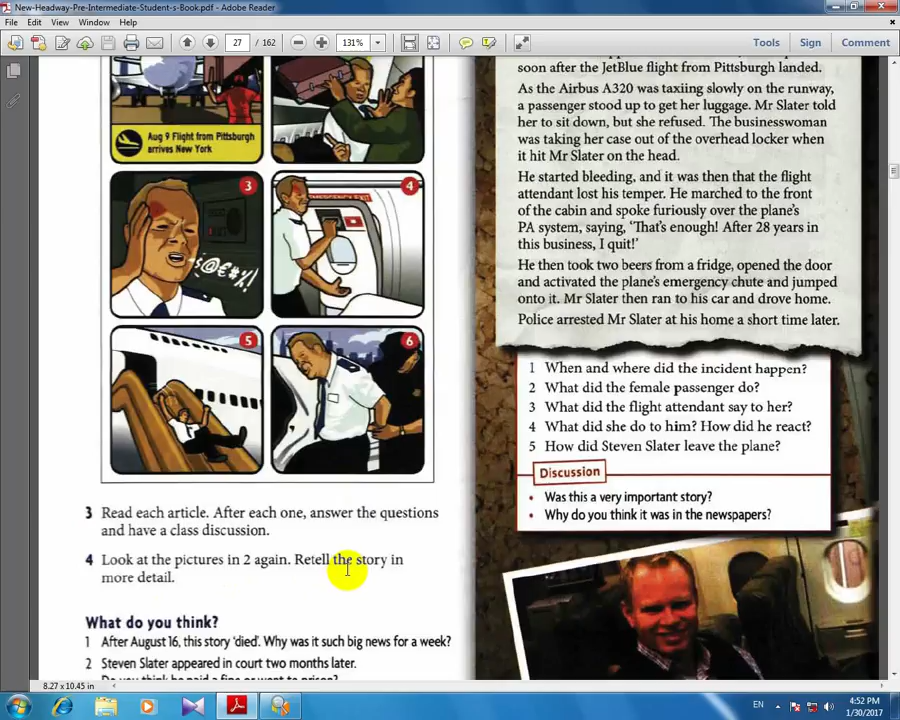 New-Headway-Pre-Intermediate-Student-s-Book.pdf - Adobe Reader
File Edit View Window Help
27 / 162 131% Tools Sign Comment
Aug 9 Flight from Pittsburgh
arrives New York
3
EMERGENCY EXIT
4
!@€#%/!
5
6
3 Read each article. After each one, answer the questions
and have a class discussion.
4 Look at the pictures in 2 again. Retell the story in
more detail.
What do you think?
1 After August 16, this story 'died'. Why was it such big news for a week?
2 Steven Slater appeared in court two months later.
Do you think he paid a fine or went to prison?
soon after the JetBlue flight from Pittsburgh landed.
As the Airbus A320 was taxiing slowly on the runway,
a passenger stood up to get her luggage. Mr Slater told
her to sit down, but she refused. The businesswoman
was taking her case out of the overhead locker when
it hit Mr Slater on the head.
He started bleeding, and it was then that the flight
attendant lost his temper. He marched to the front
of the cabin and spoke furiously over the plane's
PA system, saying, 'That's enough! After 28 years in
this business, I quit!'
He then took two beers from a fridge, opened the door
and activated the plane's emergency chute and jumped
onto it. Mr Slater then ran to his car and drove home.
Police arrested Mr Slater at his home a short time later.
1 When and where did the incident happen?
2 What did the female passenger do?
3 What did the flight attendant say to her?
4 What did she do to him? How did he react?
5 How did Steven Slater leave the plane?
Discussion
• Was this a very important story?
• Why do you think it was in the newspapers?
8.27 x 10.45 in
EN 4:52 PM
1/30/2017